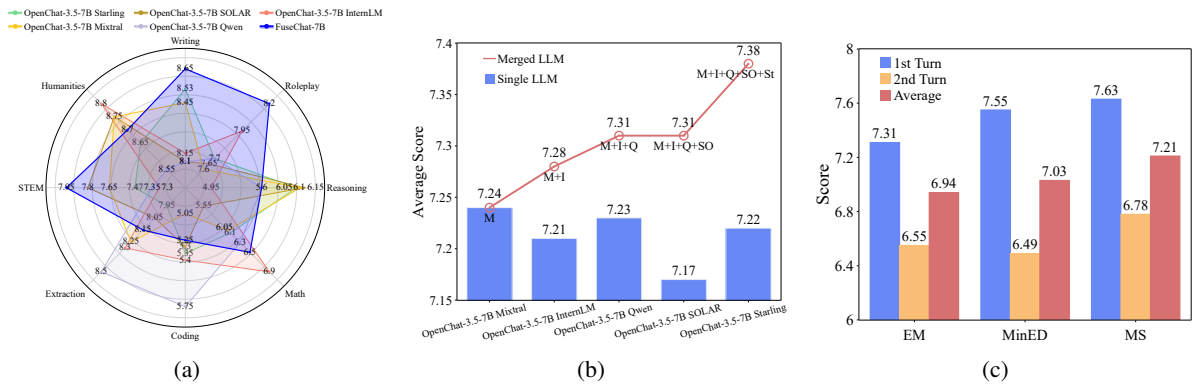 OpenChat-3.5-7B Starling
OpenChat-3.5-7B SOLAR
OpenChat-3.5-7B InternLM
OpenChat-3.5-7B Mixtral
OpenChat-3.5-7B Qwen
FuseChat-7B
Writing
8.65
8.53
8.45
8.15
8.1
Roleplay
8.2
7.95
7.7
7.65
7.6
Reasoning
6.15
6.1
6.05
5.6
4.95
Math
6.9
6.5
6.3
6.1
6.05
5.55
Coding
5.75
5.4
5.35
5.3
5.25
5.05
Extraction
8.5
8.3
8.25
8.15
8.05
7.95
STEM
7.95
7.8
7.65
7.47
7.35
7.3
Humanities
8.8
8.75
8.7
8.65
8.55
(a)
Average Score
7.4
7.35
7.3
7.25
7.2
7.15
Merged LLM
Single LLM
7.24
M
7.28
M+I
7.31
M+I+Q
7.31
M+I+Q+SO
7.38
M+I+Q+SO+St
7.24
7.21
7.23
7.17
7.22
OpenChat-3.5-7B Mixtral
OpenChat-3.5-7B InternLM
OpenChat-3.5-7B Qwen
OpenChat-3.5-7B SOLAR
OpenChat-3.5-7B Starling
(b)
Score
8
7.6
7.2
6.8
6.4
6
1st Turn
2nd Turn
Average
7.31
6.55
6.94
7.55
6.49
7.03
7.63
6.78
7.21
EM
MinED
MS
(c)